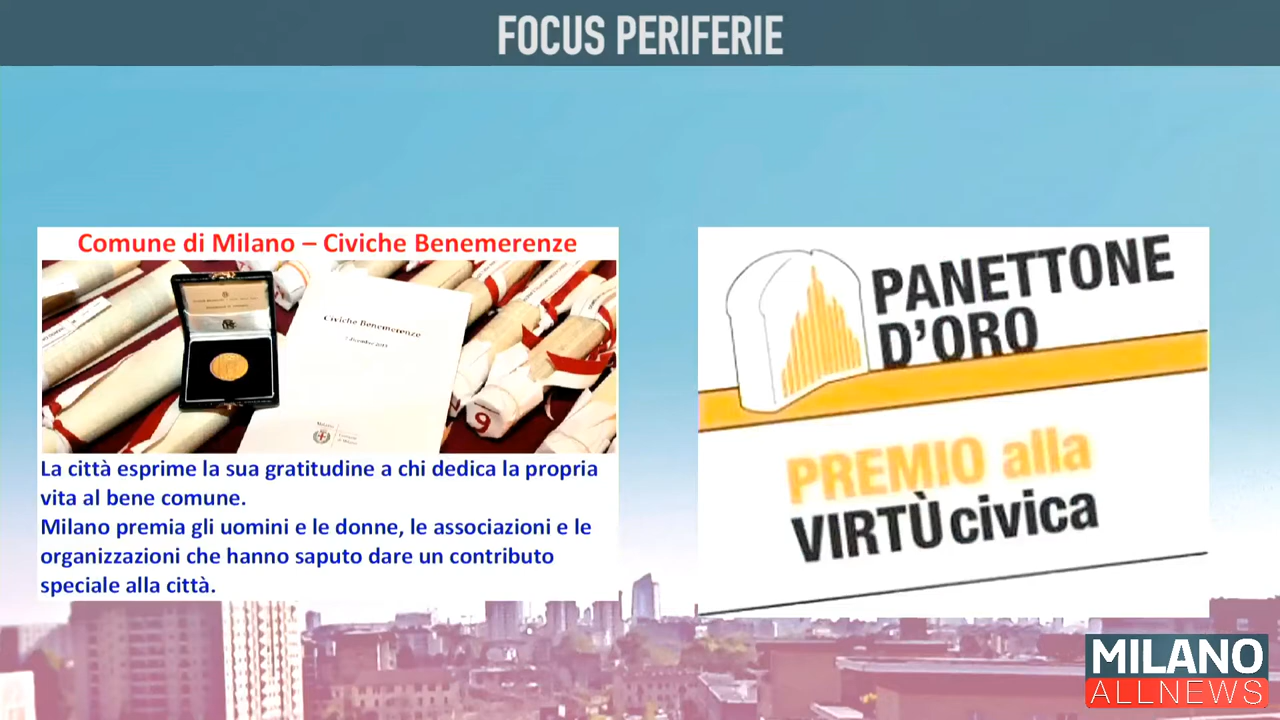 FOCUS PERIFERIE
Comune di Milano – Civiche Benemerenze
Civiche Benemerenze
9
La città esprime la sua gratitudine a chi dedica la propria
vita al bene comune.
Milano premia gli uomini e le donne, le associazioni e le
organizzazioni che hanno saputo dare un contributo
speciale alla città.
PANETTONE
D'ORO
PREMIO alla
VIRTÙ civica
MILANO
ALLNEWS